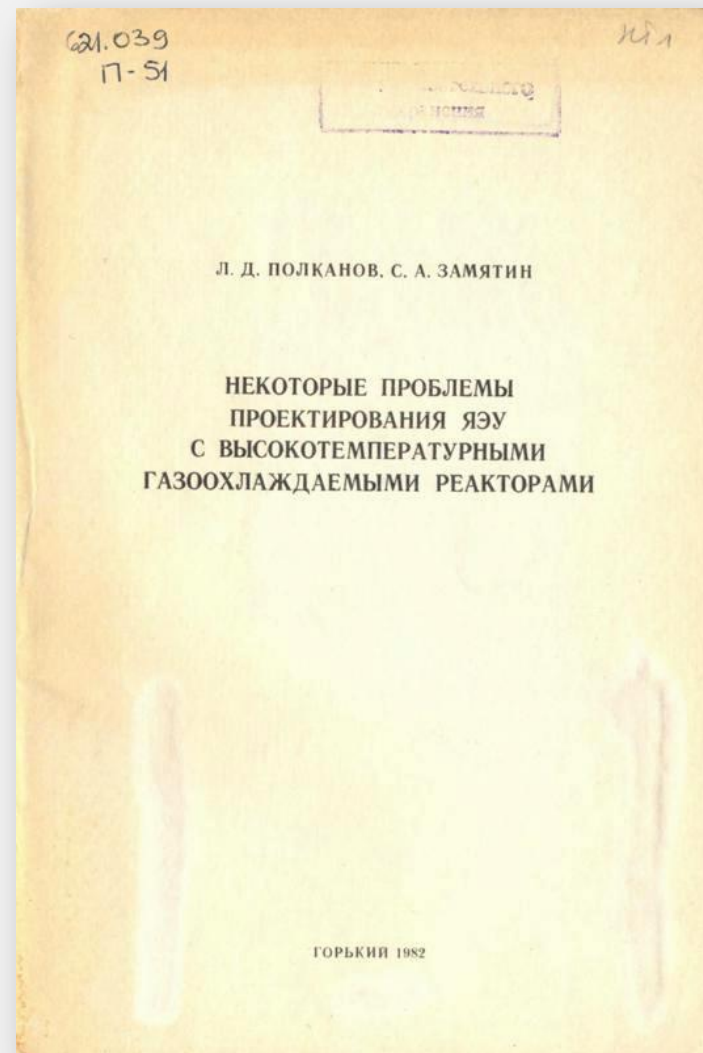 621.039
П-51
Л. Д. ПОЛКАНОВ, С. А. ЗАМЯТИН
НЕКОТОРЫЕ ПРОБЛЕМЫ
ПРОЕКТИРОВАНИЯ ЯЭУ
С ВЫСОКОТЕМПЕРАТУРНЫМИ
ГАЗООХЛАЖДАЕМЫМИ РЕАКТОРАМИ
ГОРЬКИЙ 1982